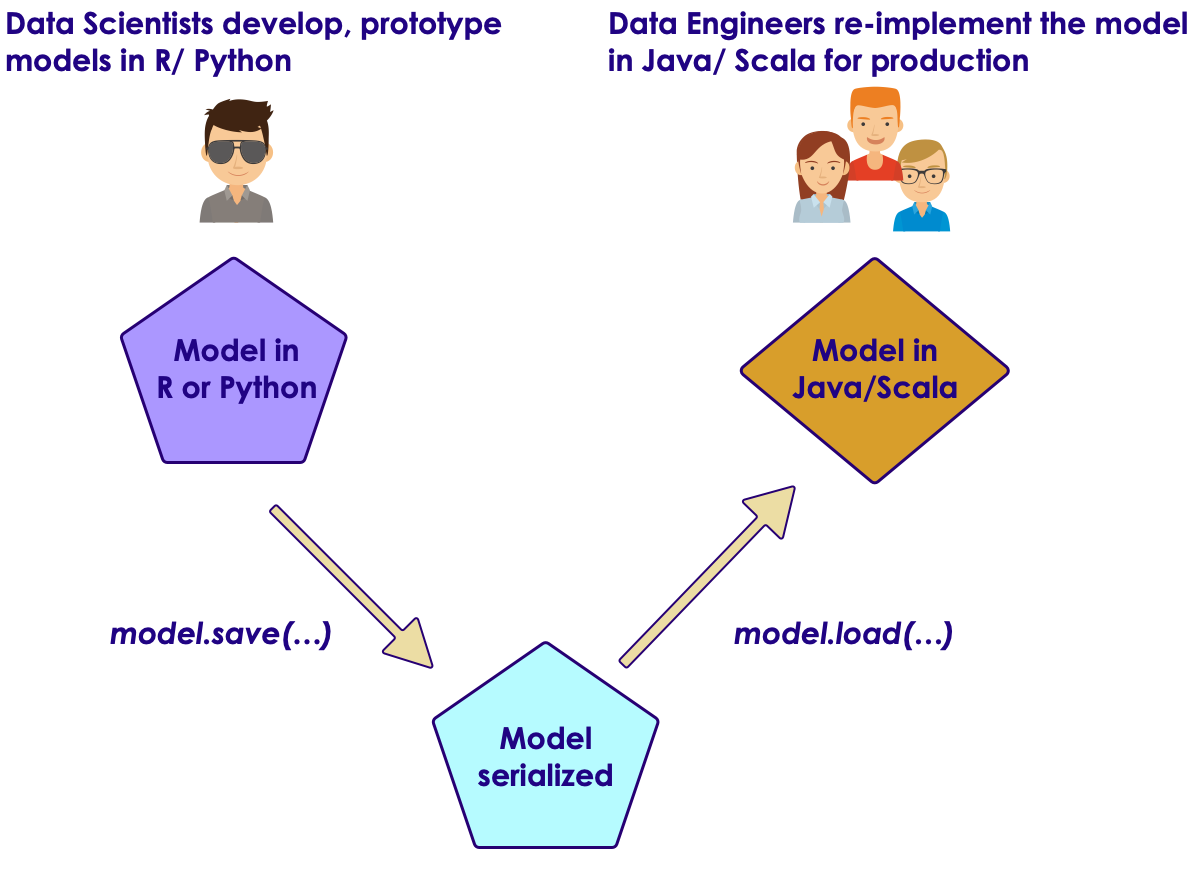 Data Scientists develop, prototype
models in R/ Python
Data Engineers re-implement the model
in Java/ Scala for production
Model in
R or Python
Model in
Java/Scala
model.save(...)
model.load(...)
Model
serialized